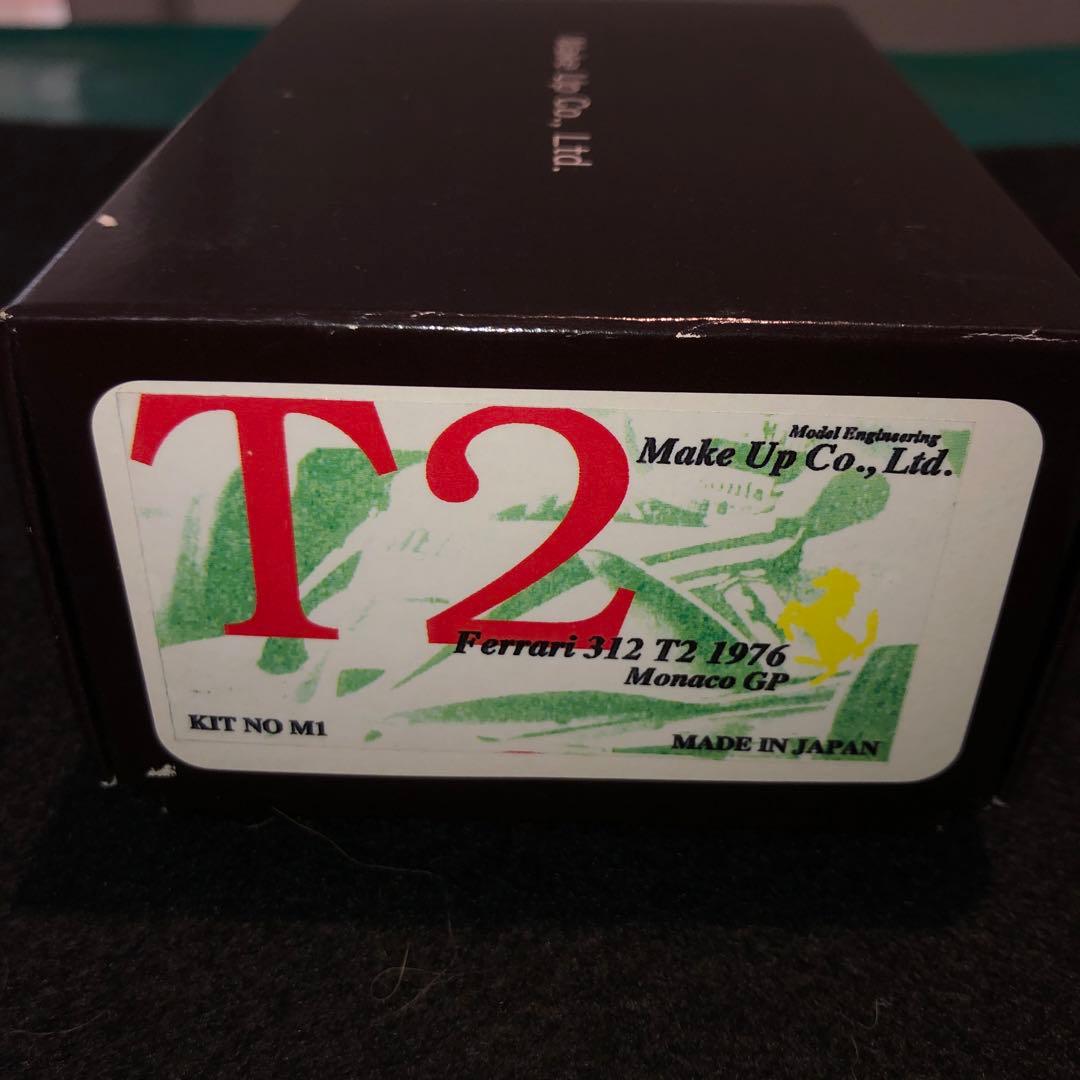 Make Up Co., Ltd.
T2
Model Engineering
Make Up Co., Ltd.
Ferrari 312 T2 1976
Monaco GP
KIT NO M1
MADE IN JAPAN